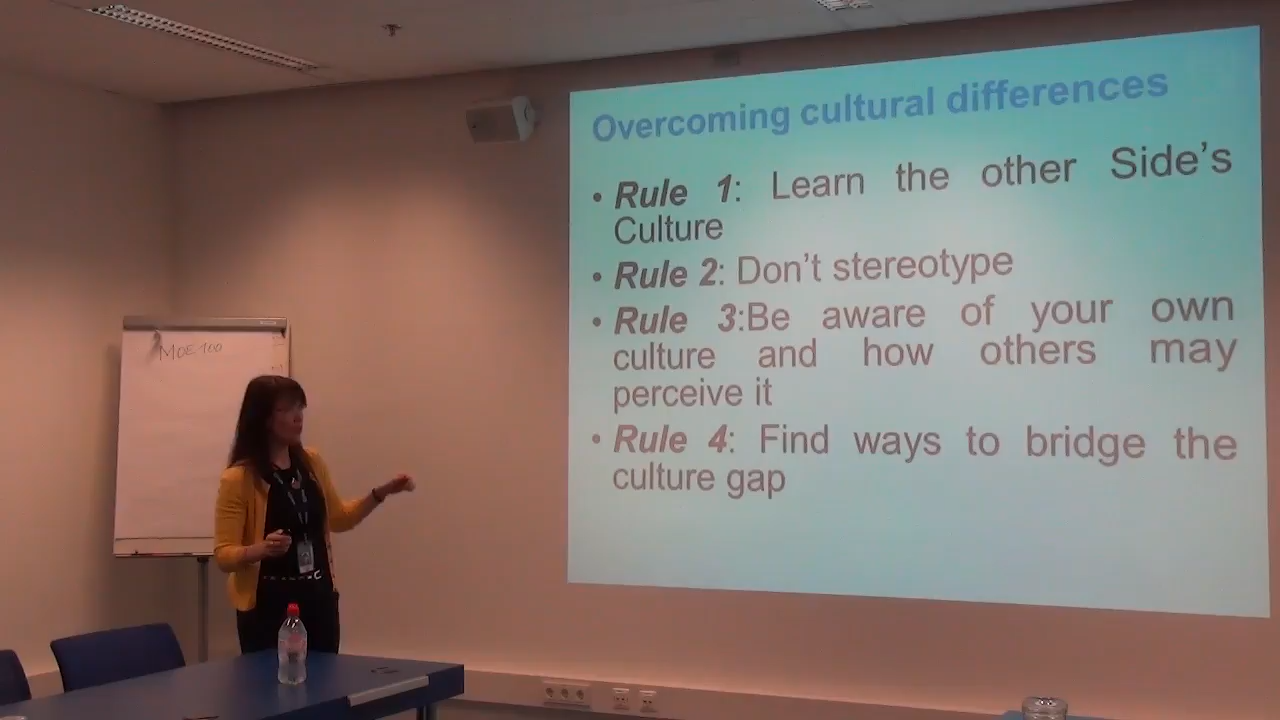 Overcoming cultural differences
• Rule 1: Learn the other Side's
Culture
• Rule 2: Don't stereotype
• Rule 3:Be aware of your own
culture and how others may
perceive it
• Rule 4: Find ways to bridge the
culture gap